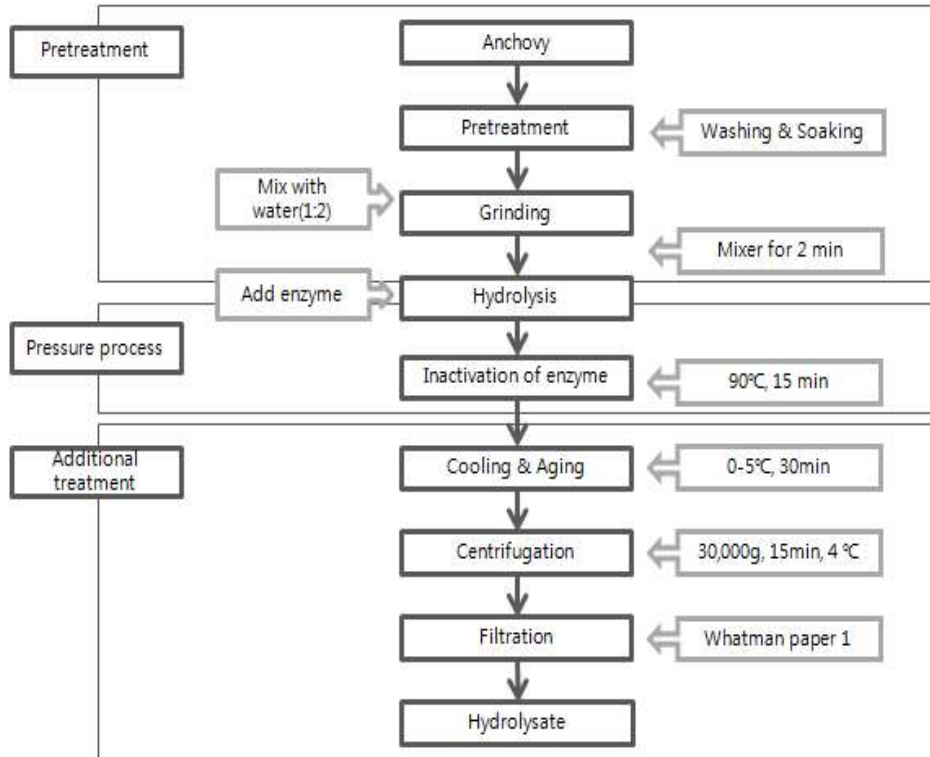 Pretreatment
Anchovy
Pretreatment
Washing & Soaking
Mix with
water(1:2)
Grinding
Mixer for 2 min
Add enzyme
Hydrolysis
Pressure process
Inactivation of enzyme
90℃, 15 min
Additional
treatment
Cooling & Aging
0-5℃, 30min
Centrifugation
30,000g, 15min, 4 ℃
Filtration
Whatman paper 1
Hydrolysate